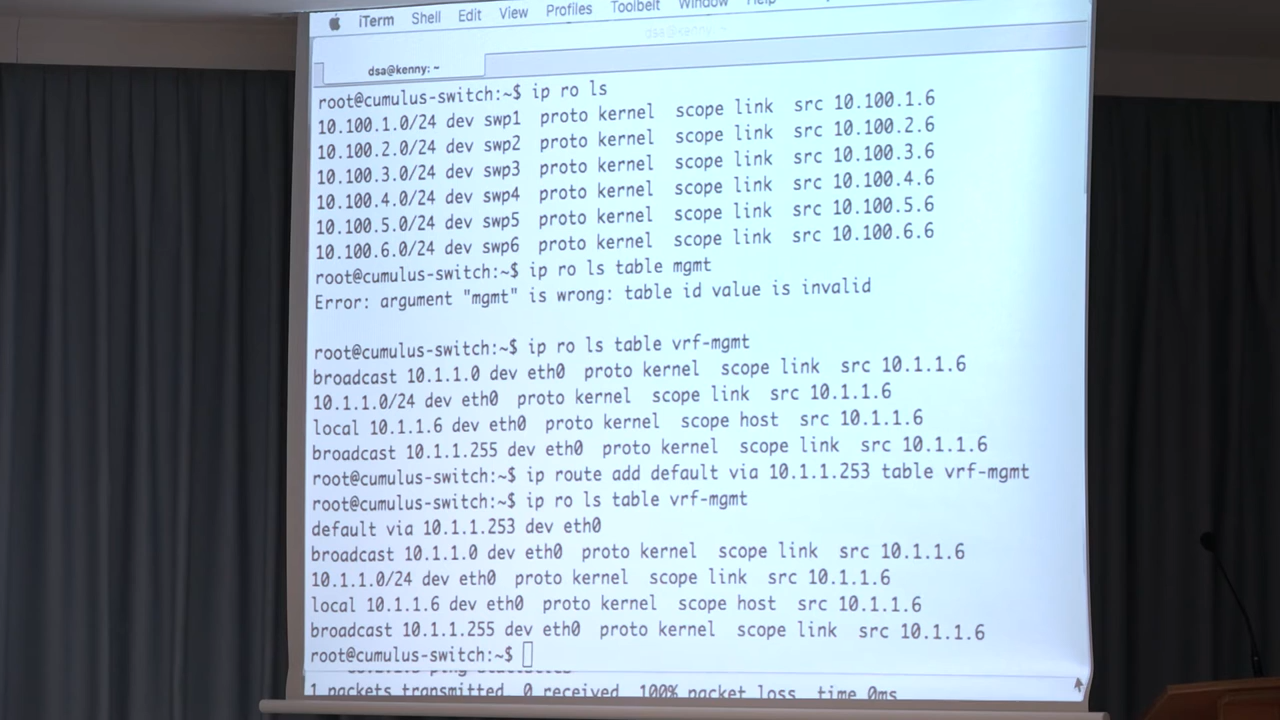 iTerm Shell Edit View Profiles Toolbelt Window Help
dsa@kenny: ~
dsa@kenny: ~
root@cumulus-switch:~$ ip ro ls
10.100.1.0/24 dev swp1 proto kernel scope link src 10.100.1.6
10.100.2.0/24 dev swp2 proto kernel scope link src 10.100.2.6
10.100.3.0/24 dev swp3 proto kernel scope link src 10.100.3.6
10.100.4.0/24 dev swp4 proto kernel scope link src 10.100.4.6
10.100.5.0/24 dev swp5 proto kernel scope link src 10.100.5.6
10.100.6.0/24 dev swp6 proto kernel scope link src 10.100.6.6
root@cumulus-switch:~$ ip ro ls table mgmt
Error: argument "mgmt" is wrong: table id value is invalid
root@cumulus-switch:~$ ip ro ls table vrf-mgmt
broadcast 10.1.1.0 dev eth0 proto kernel scope link src 10.1.1.6
10.1.1.0/24 dev eth0 proto kernel scope link src 10.1.1.6
local 10.1.1.6 dev eth0 proto kernel scope host src 10.1.1.6
broadcast 10.1.1.255 dev eth0 proto kernel scope link src 10.1.1.6
root@cumulus-switch:~$ ip route add default via 10.1.1.253 table vrf-mgmt
root@cumulus-switch:~$ ip ro ls table vrf-mgmt
default via 10.1.1.253 dev eth0
broadcast 10.1.1.0 dev eth0 proto kernel scope link src 10.1.1.6
10.1.1.0/24 dev eth0 proto kernel scope link src 10.1.1.6
local 10.1.1.6 dev eth0 proto kernel scope host src 10.1.1.6
broadcast 10.1.1.255 dev eth0 proto kernel scope link src 10.1.1.6
root@cumulus-switch:~$
ping statistics
1 packets transmitted, 0 received, 100% packet loss, time 0ms